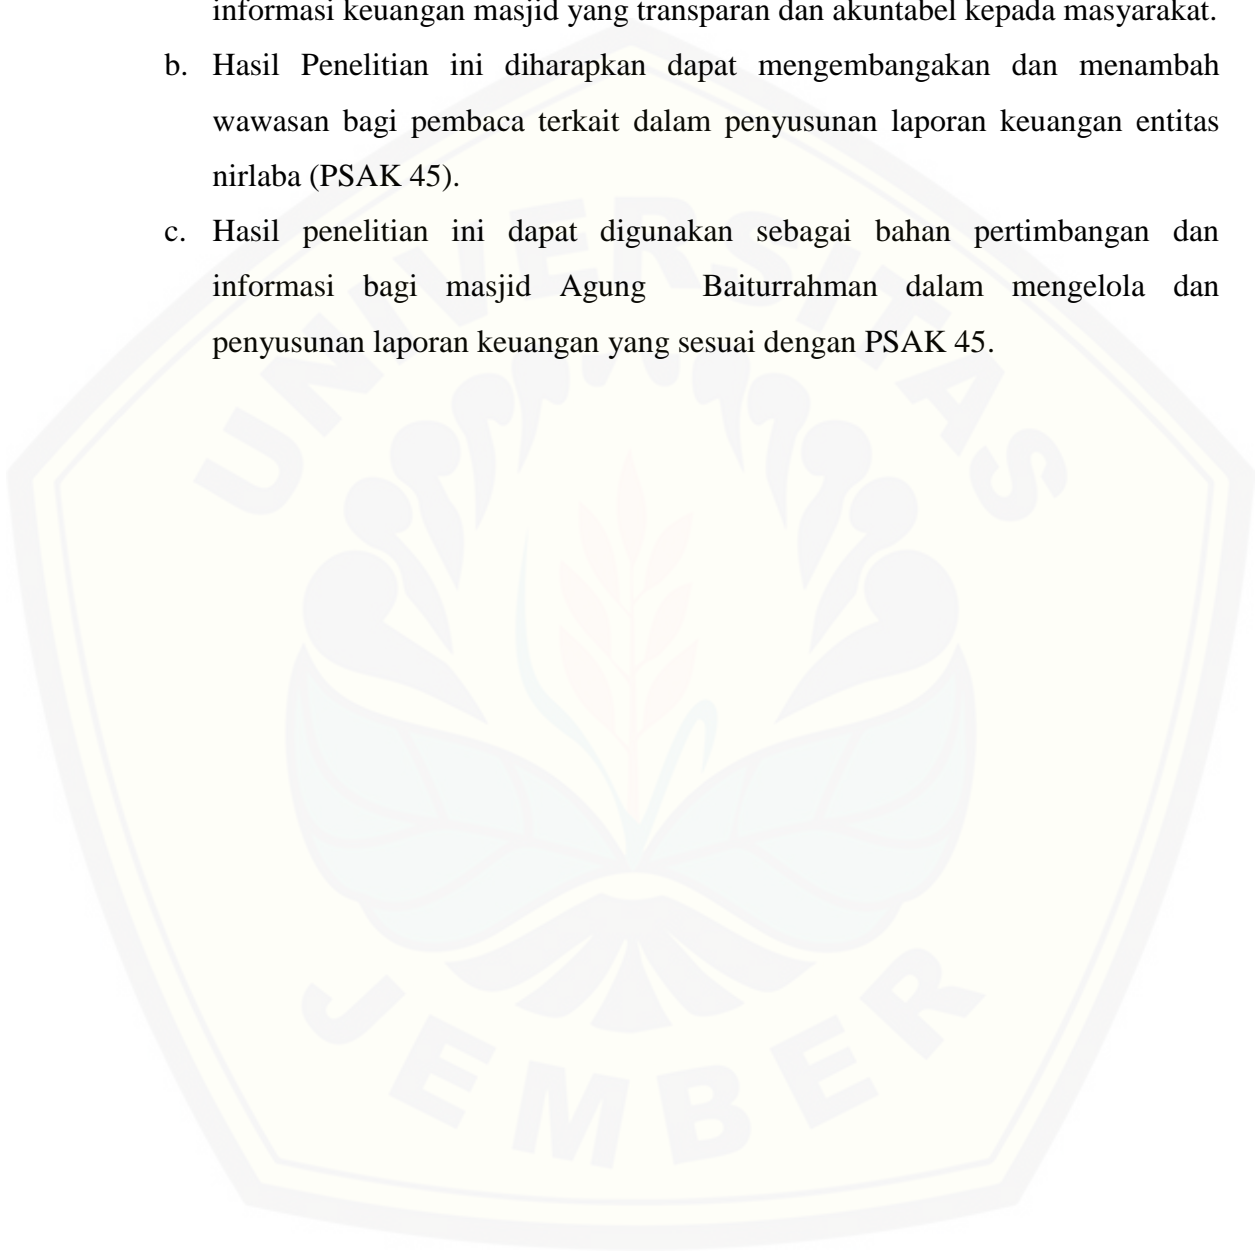 informasi keuangan masjid yang transparan dan akuntabel kepada masyarakat.
b. Hasil Penelitian ini diharapkan dapat mengembangakan dan menambah
wawasan bagi pembaca terkait dalam penyusunan laporan keuangan entitas
nirlaba (PSAK 45).
c. Hasil penelitian ini dapat digunakan sebagai bahan pertimbangan dan
informasi bagi masjid Agung Baiturrahman dalam mengelola dan
penyusunan laporan keuangan yang sesuai dengan PSAK 45.
UNIVERSITAS
JEMBER